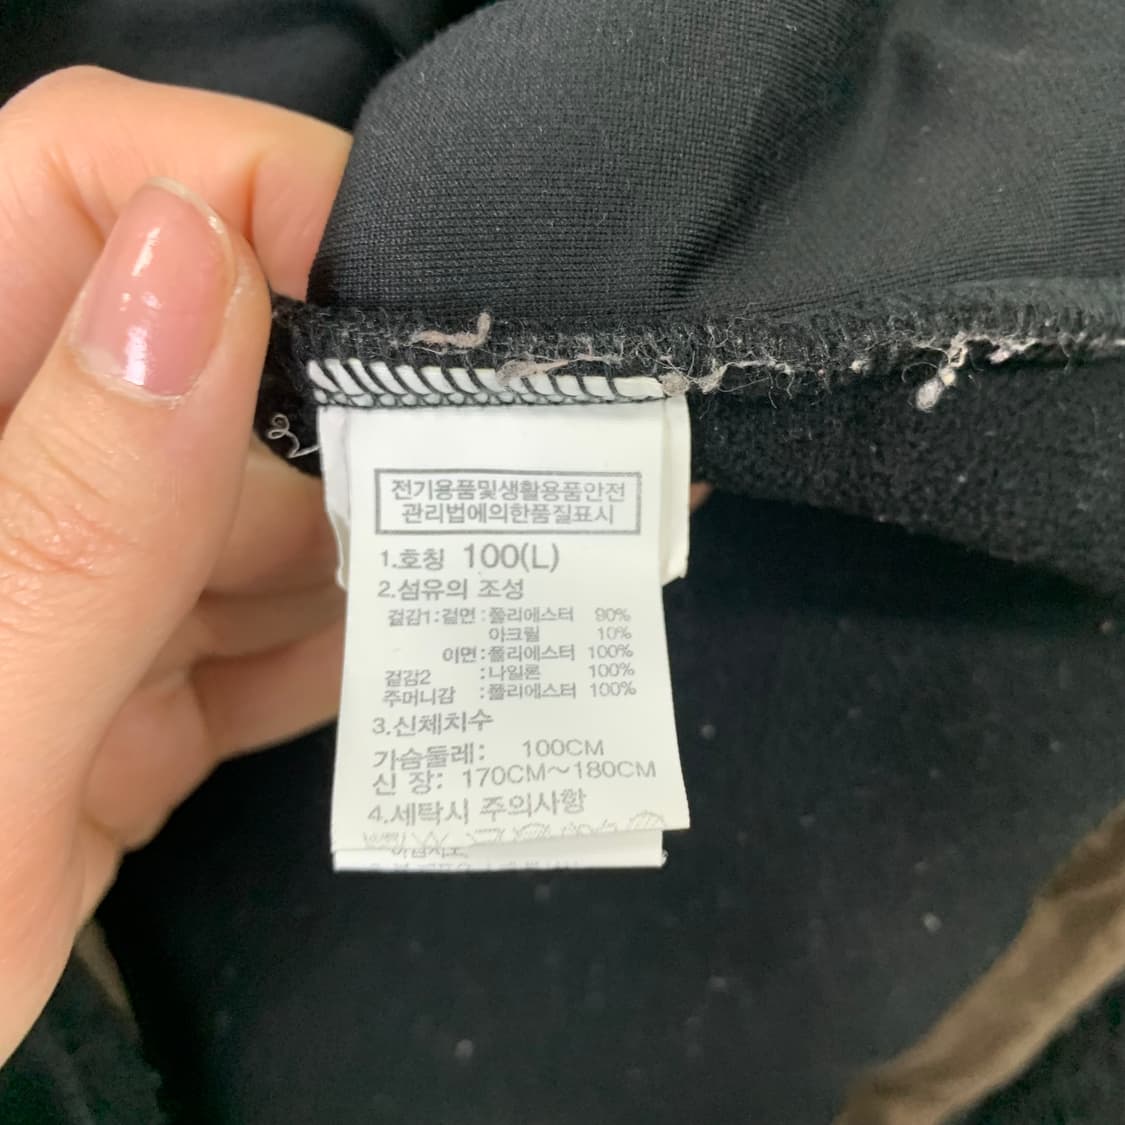 전기용품및생활용품안전
관리법에의한품질표시
1.호칭 100(L)
2.섬유의 조성
겉감1:겉면:폴리에스터 90%
아크릴 10%
이면:폴리에스터 100%
겉감2 :나일론 100%
주머니감 :폴리에스터 100%
3.신체치수
가슴둘레: 100CM
신 장: 170CM~180CM
4.세탁시 주의사항